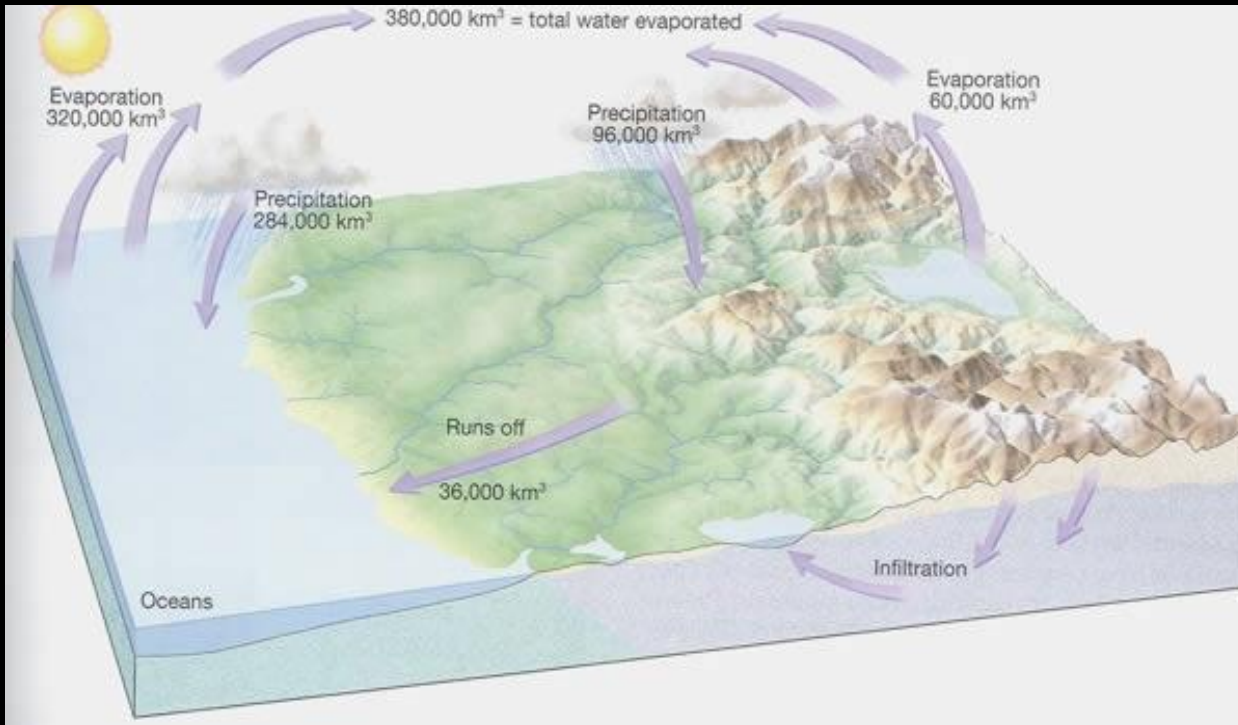 380,000 km³ = total water evaporated
Evaporation
320,000 km³
Evaporation
60,000 km³
Precipitation
96,000 km³
Precipitation
284,000 km³
Runs off
36,000 km³
Infiltration
Oceans